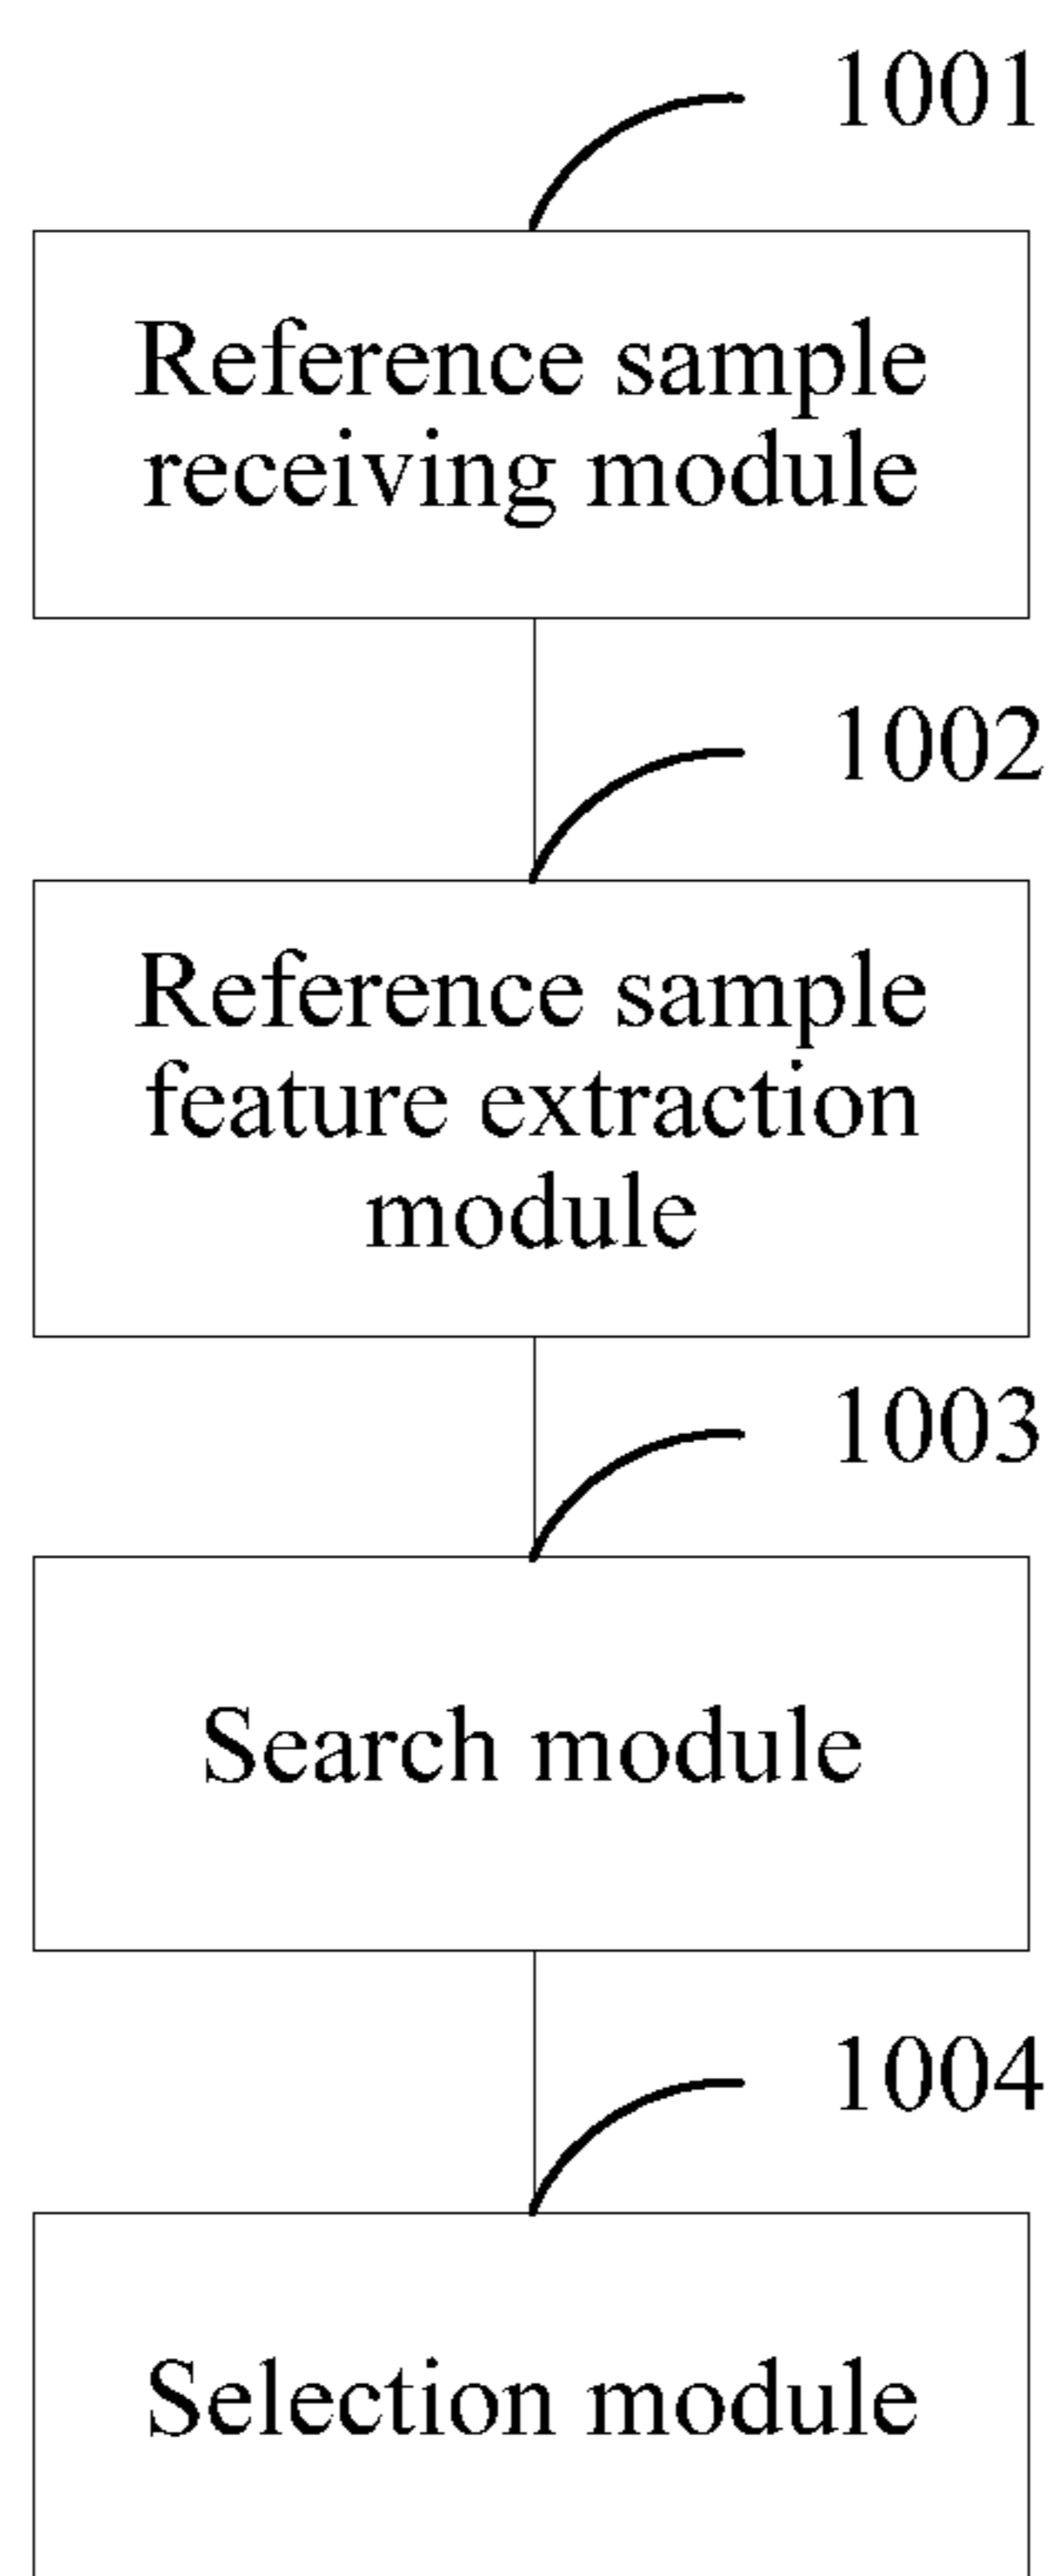 1001
Reference sample
receiving module
1002
Reference sample
feature extraction
module
1003
Search module
1004
Selection module